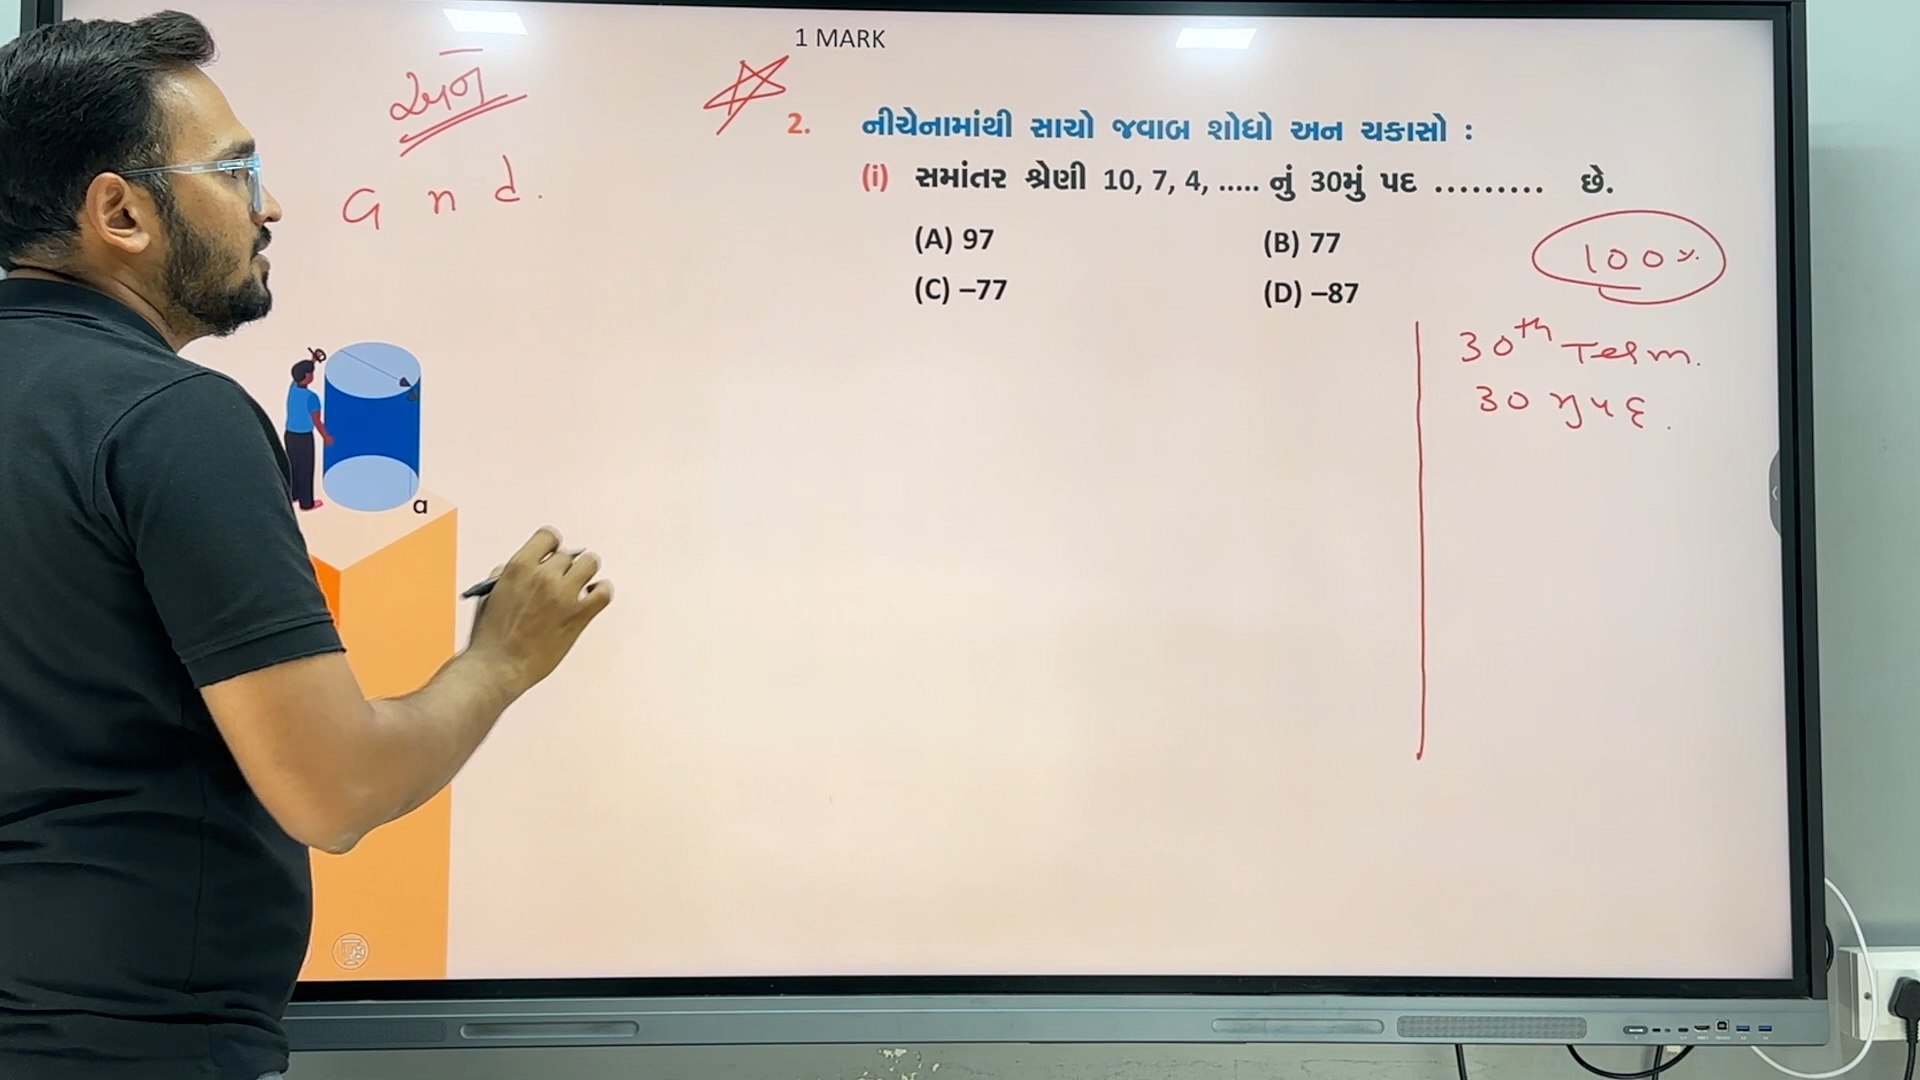 1 MARK
a n d.
2. નીચેનામાંથી સાચો જવાબ શોધો અન ચકાસો :
(i) સમાંતર શ્રેણી 10, 7, 4, ..... નું 30મું પદ ......... છે.
(A) 97 (B) 77
(C) –77 (D) –87
100%
30th Term.
30 મુ પદ.
a